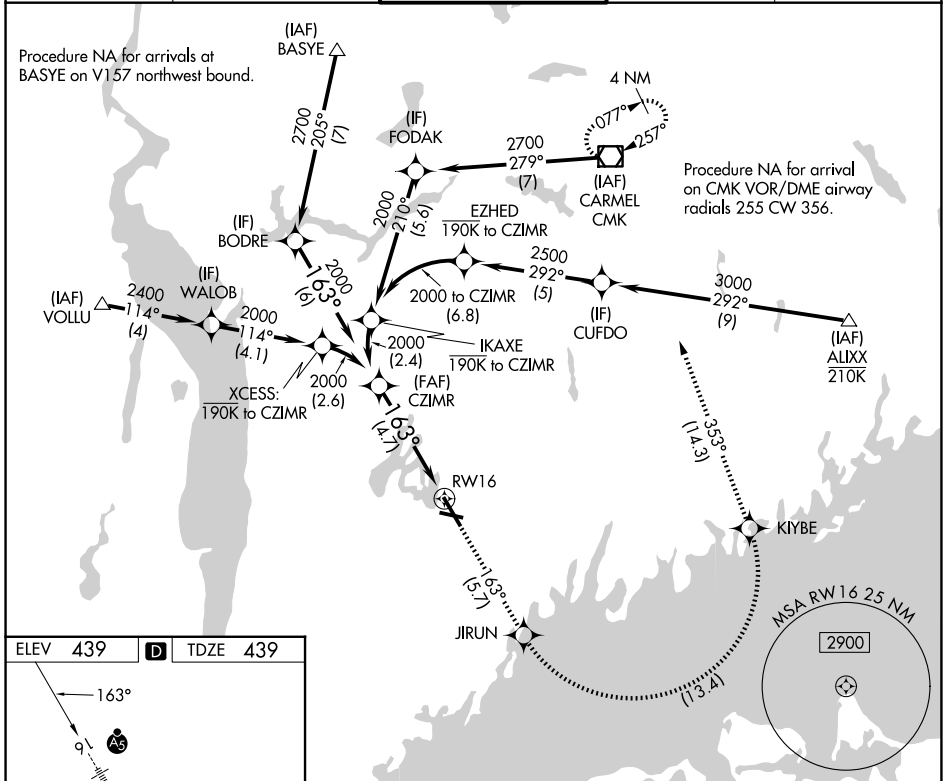 Procedure NA for arrivals at
BASYE on V157 northwest bound.
(IAF)
BASYE
2700
205°
(7)
4 NM
077°
257°
(IF)
FODAK
2700
279°
(7)
(IAF)
CARMEL
CMK
Procedure NA for arrival
on CMK VOR/DME airway
radials 255 CW 356.
2000
210°
(5.6)
EZHED
190K to CZIMR
(IF)
BODRE
2000
163°
(6)
2500
292°
(5)
2000 to CZIMR
(6.8)
(IF)
CUFDO
3000
292°
(9)
(IAF)
ALIXX
210K
(IF)
WALOB
(IAF)
VOLLU
2400
114°
(4)
2000
114°
(4.1)
IKAXE
190K to CZIMR
2000
(2.4)
XCESS:
190K to CZIMR
2000
(2.6)
(FAF)
CZIMR
163°
(4.7)
353°
(14.3)
RW16
KIYBE
163°
(5.7)
JIRUN
(13.4)
MSA RW16 25 NM
2900
ELEV 439 D TDZE 439
163°
16
A5